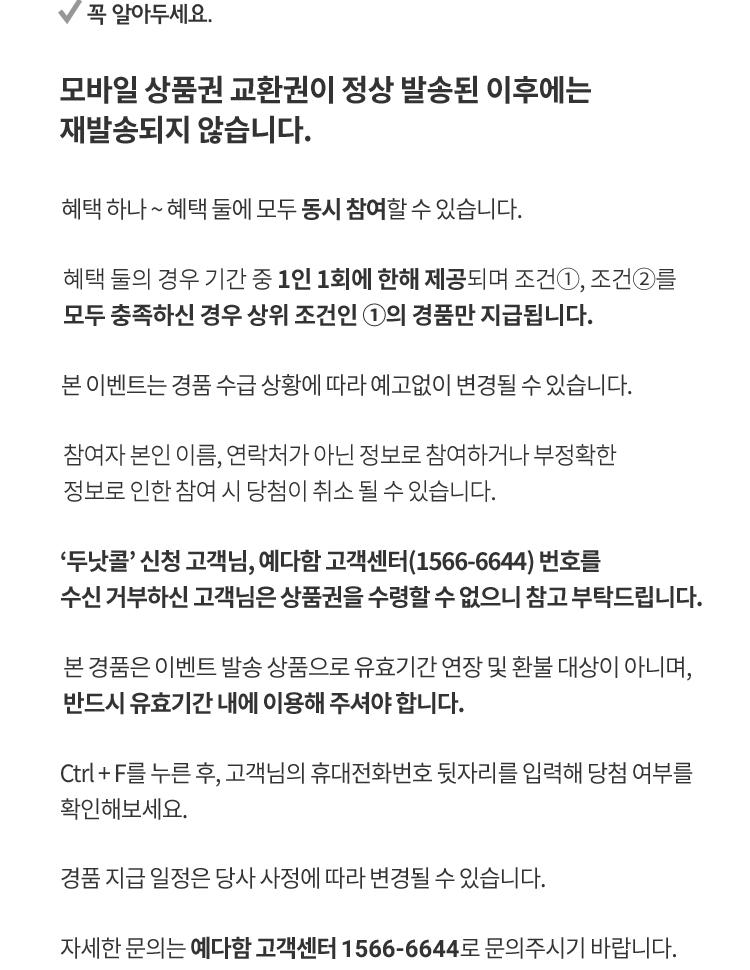 꼭 알아두세요.
모바일 상품권 교환권이 정상 발송된 이후에는
재발송되지 않습니다.
혜택 하나 ~ 혜택 둘에 모두 동시 참여할 수 있습니다.
혜택 둘의 경우 기간 중 1인 1회에 한해 제공되며 조건①, 조건②를
모두 충족하신 경우 상위 조건인 ①의 경품만 지급됩니다.
본 이벤트는 경품 수급 상황에 따라 예고없이 변경될 수 있습니다.
참여자 본인 이름, 연락처가 아닌 정보로 참여하거나 부정확한
정보로 인한 참여 시 당첨이 취소 될 수 있습니다.
‘두낫콜’ 신청 고객님, 예다함 고객센터(1566-6644) 번호를
수신 거부하신 고객님은 상품권을 수령할 수 없으니 참고 부탁드립니다.
본 경품은 이벤트 발송 상품으로 유효기간 연장 및 환불 대상이 아니며,
반드시 유효기간 내에 이용해 주셔야 합니다.
Ctrl + F를 누른 후, 고객님의 휴대전화번호 뒷자리를 입력해 당첨 여부를
확인해보세요.
경품 지급 일정은 당사 사정에 따라 변경될 수 있습니다.
자세한 문의는 예다함 고객센터 1566-6644로 문의주시기 바랍니다.